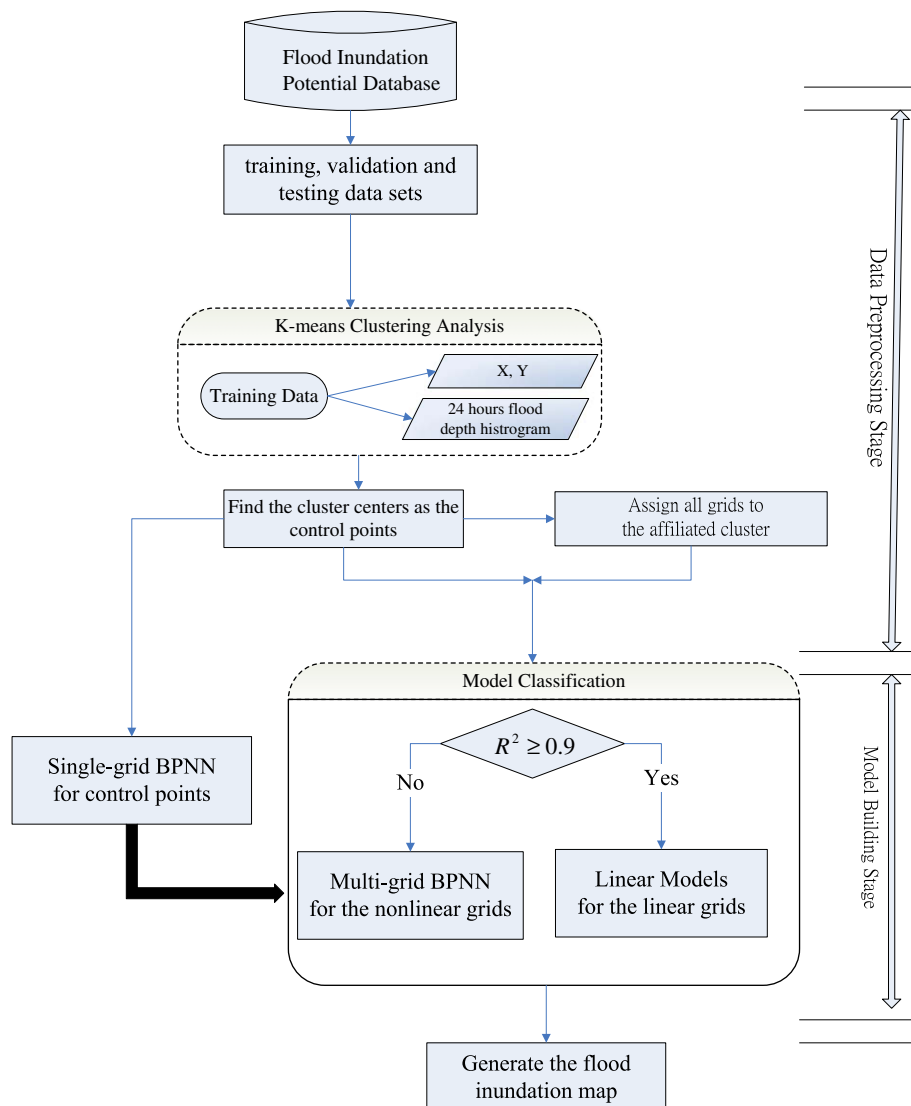 Flood Inundation
Potential Database
training, validation and
testing data sets
K-means Clustering Analysis
Training Data
X, Y
24 hours flood
depth histrogram
Find the cluster centers as the
control points
Assign all grids to
the affiliated cluster
Data Preprocessing Stage
Model Classification
R² ≥ 0.9
No
Yes
Single-grid BPNN
for control points
Multi-grid BPNN
for the nonlinear grids
Linear Models
for the linear grids
Model Building Stage
Generate the flood
inundation map